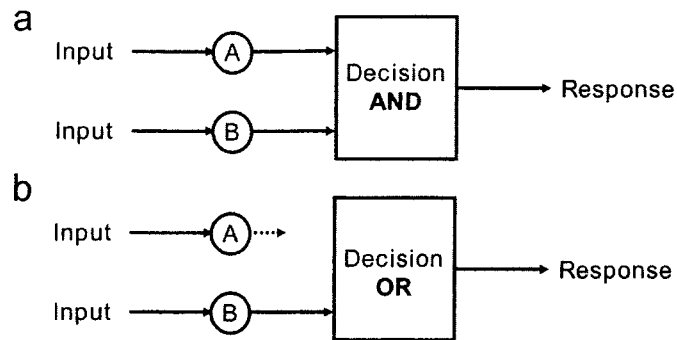 a
Input
A
Decision
AND
Response
Input
B
b
Input
A
Decision
OR
Response
Input
B